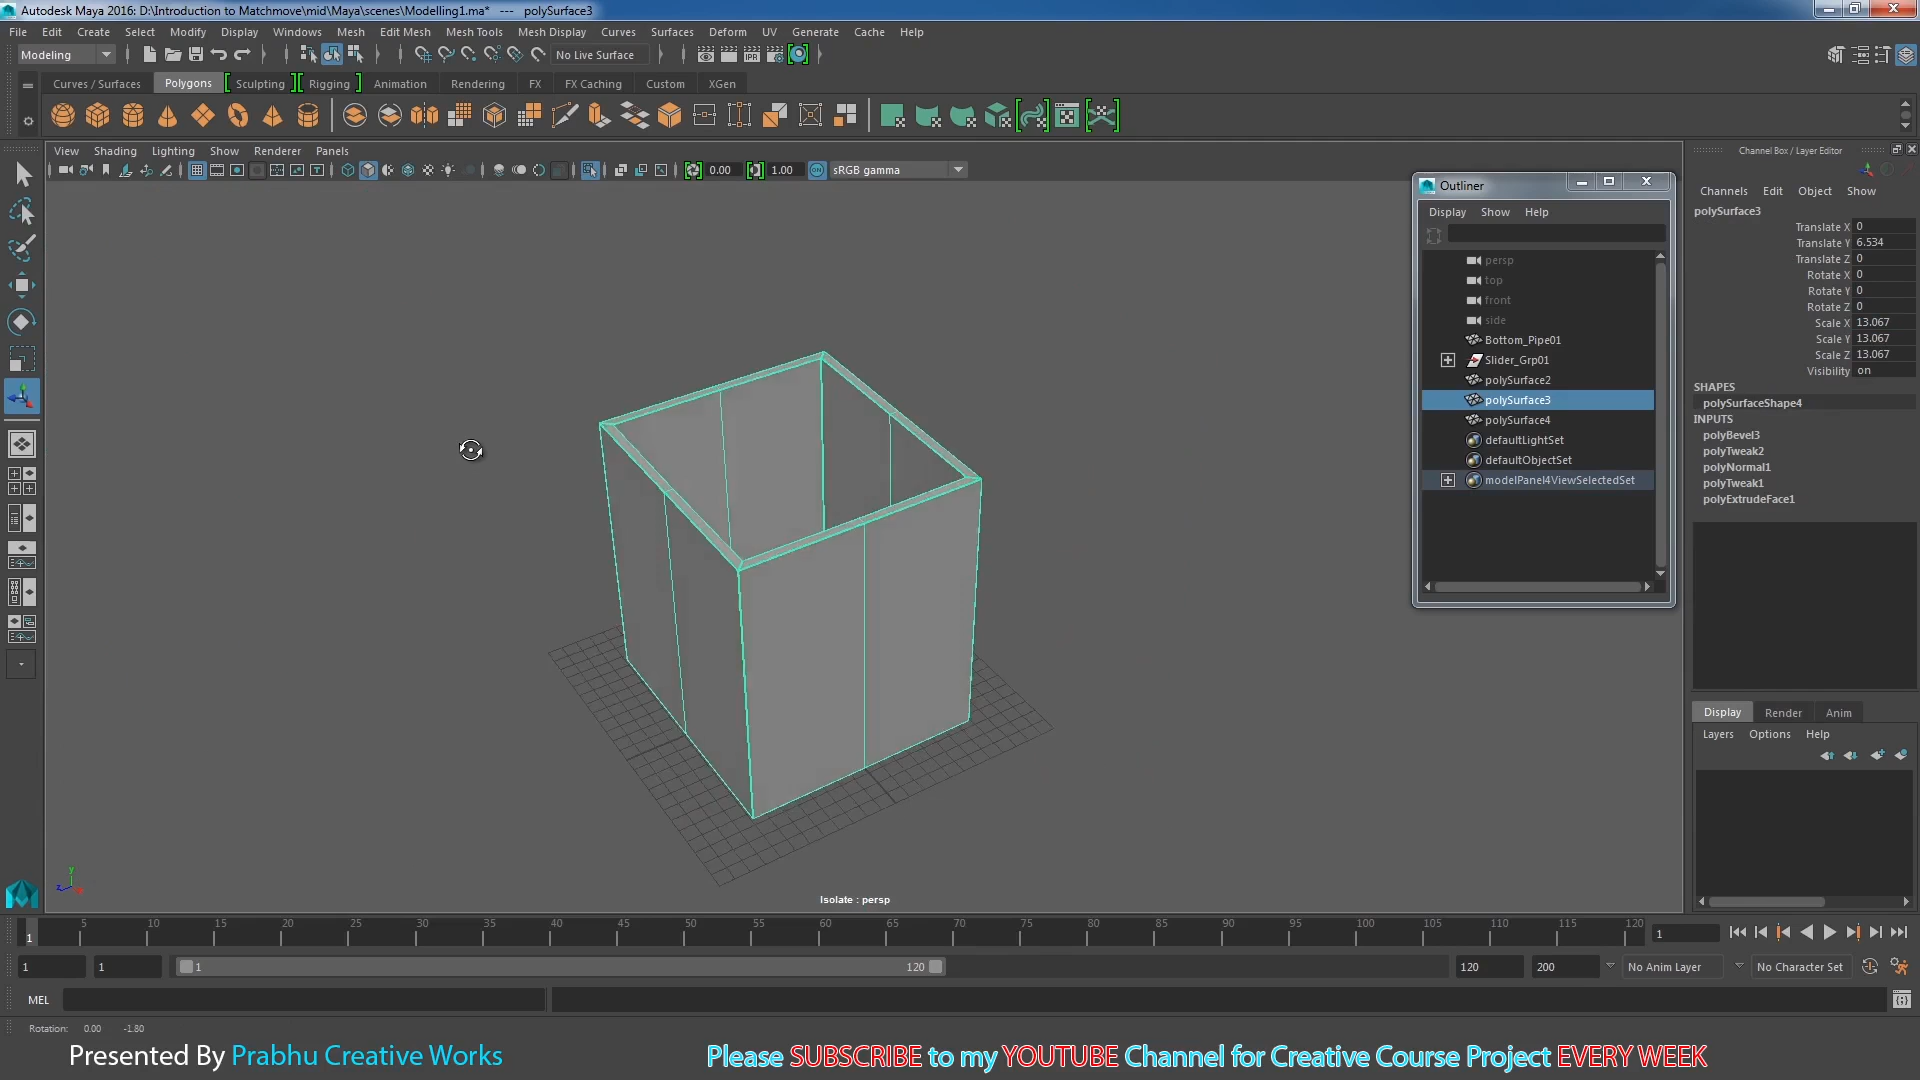 Autodesk Maya 2016: D:\Introduction to Matchmove\mid\Maya\scenes\Modelling1.ma* --- polySurface3
File Edit Create Select Modify Display Windows Mesh Edit Mesh Mesh Tools Mesh Display Curves Surfaces Deform UV Generate Cache Help
Modeling No Live Surface IPR
Curves / Surfaces Polygons Sculpting Rigging Animation Rendering FX FX Caching Custom XGen
View Shading Lighting Show Renderer Panels
0.00 1.00 sRGB gamma
Outliner
Display Show Help
persp
top
front
side
Bottom_Pipe01
Slider_Grp01
polySurface2
polySurface3
polySurface4
defaultLightSet
defaultObjectSet
modelPanel4ViewSelectedSet
Channel Box / Layer Editor
Channels Edit Object Show
polySurface3
Translate X 0
Translate Y 6.534
Translate Z 0
Rotate X 0
Rotate Y 0
Rotate Z 0
Scale X 13.067
Scale Y 13.067
Scale Z 13.067
Visibility on
SHAPES
polySurfaceShape4
INPUTS
polyBevel3
polyTweak2
polyNormal1
polyTweak1
polyExtrudeFace1
Display Render Anim
Layers Options Help
y
z x
Isolate : persp
1 5 10 15 20 25 30 35 40 45 50 55 60 65 70 75 80 85 90 95 100 105 110 115 120 1
1 1 1 120 120 200 No Anim Layer No Character Set
MEL
Rotation: 0.00 -1.80
Presented By Prabhu Creative Works
Please SUBSCRIBE to my YOUTUBE Channel for Creative Course Project EVERY WEEK